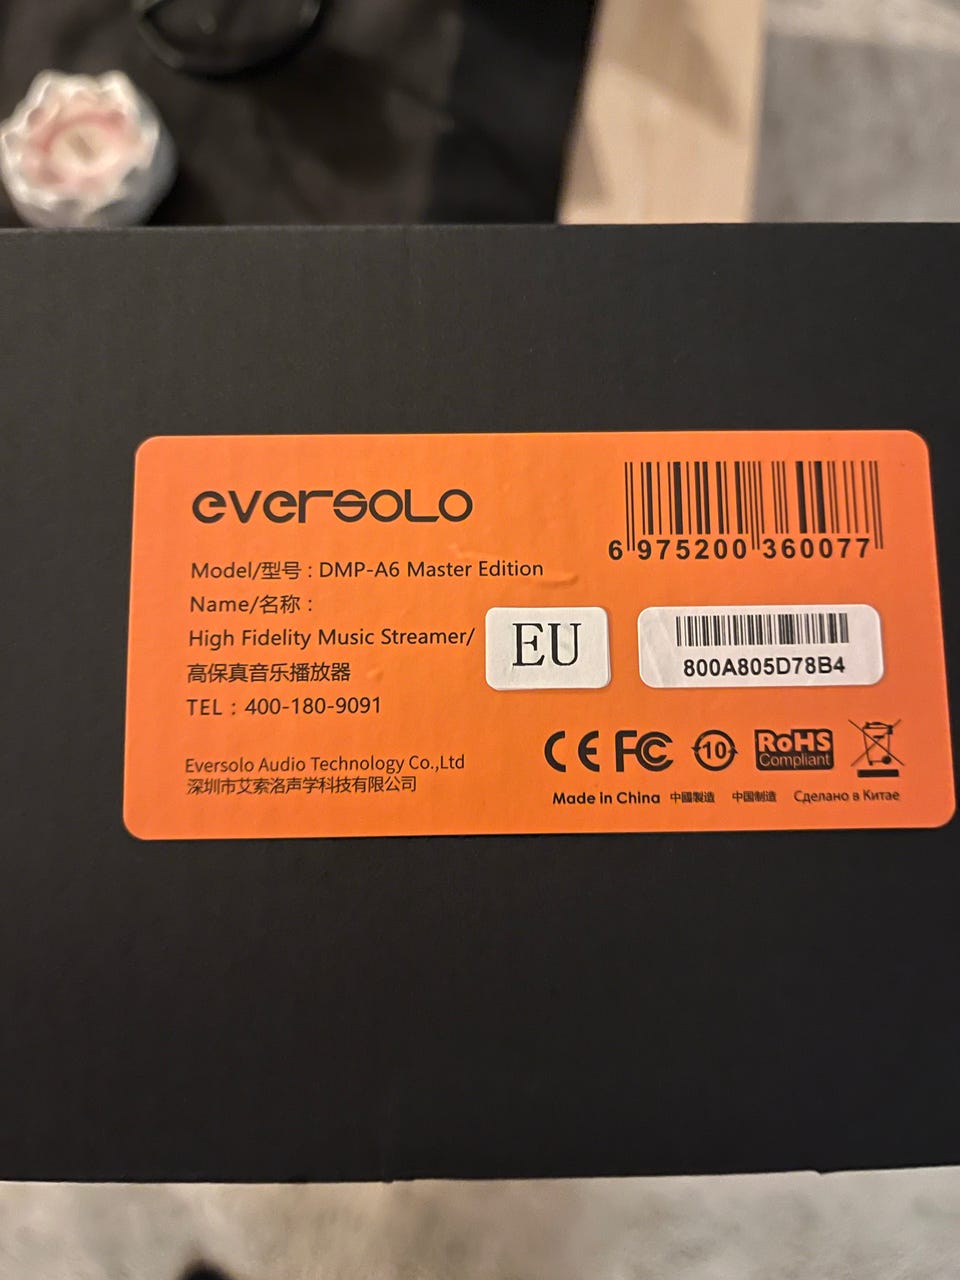 eversolo
6 975200 360077
Model/型号 : DMP-A6 Master Edition
Name/名称 :
High Fidelity Music Streamer/
高保真音乐播放器
TEL : 400-180-9091
EU
800A805D78B4
Eversolo Audio Technology Co.,Ltd
深圳市艾索洛声学科技有限公司
CE FC 10 RoHS
Compliant
Made in China 中國製造 中国制造 Сделано в Китае